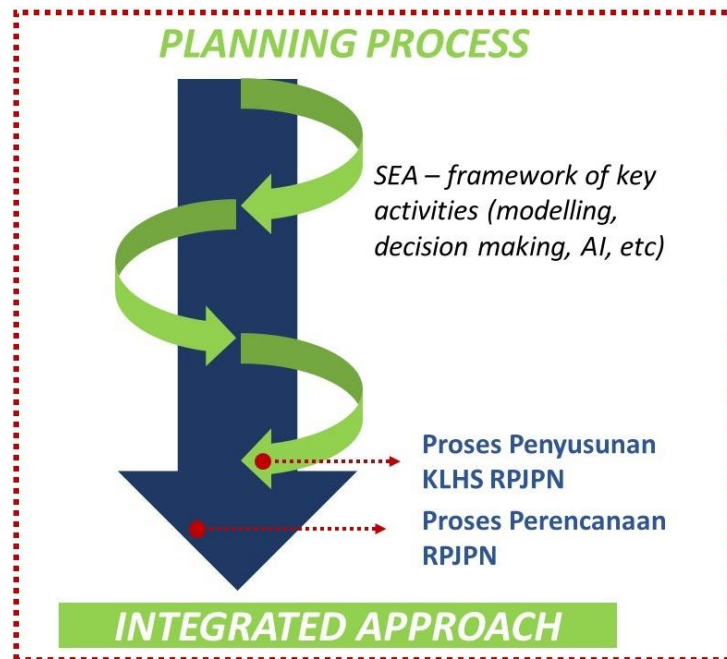 PLANNING PROCESS
SEA – framework of key
activities (modelling,
decision making, AI, etc)
Proses Penyusunan
KLHS RPJPN
Proses Perencanaan
RPJPN
INTEGRATED APPROACH